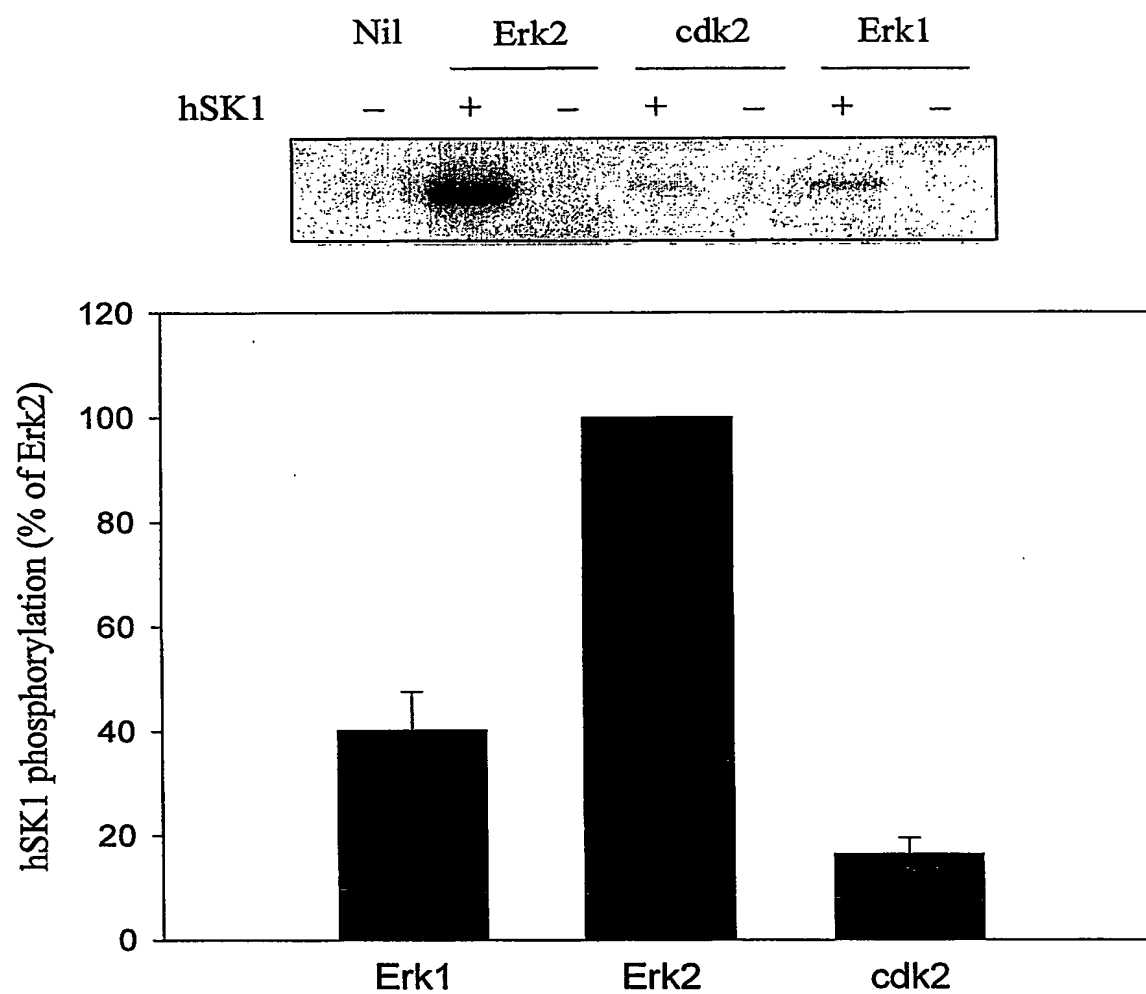 Nil Erk2 cdk2 Erk1
hSK1 – + – + – + –
120
100
80
60
40
20
0
hSK1 phosphorylation (% of Erk2)
Erk1 Erk2 cdk2